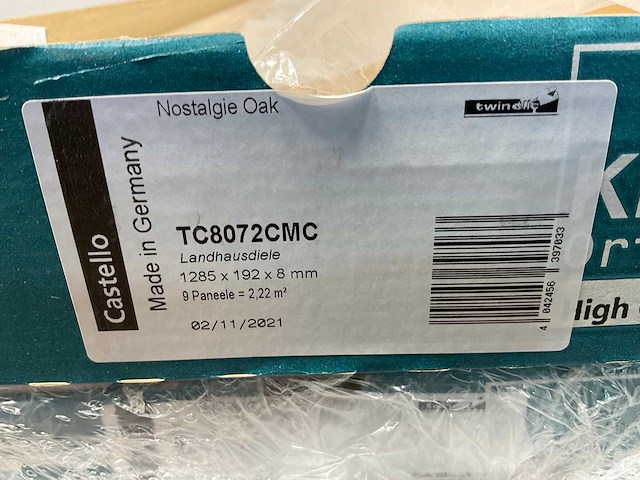 Nostalgie Oak
twinclic
Castello
Made in Germany
TC8072CMC
Landhausdiele
1285 x 192 x 8 mm
9 Paneele = 2,22 m²
02/11/2021
4 042456 397033
High